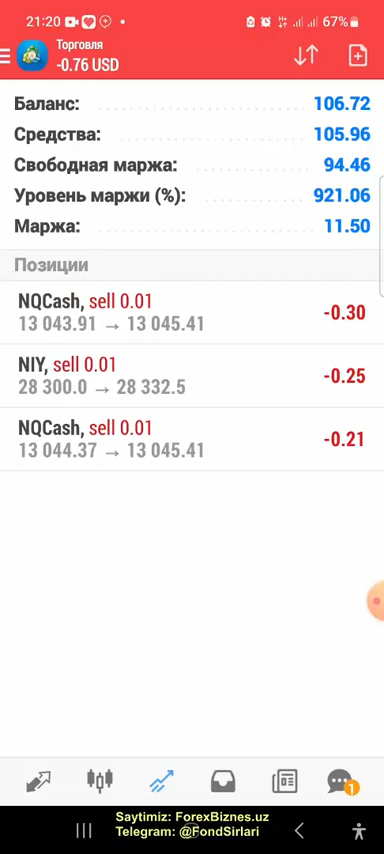 21:20 67%
Торговля
-0.76 USD
Баланс: 106.72
Средства: 105.96
Свободная маржа: 94.46
Уровень маржи (%): 921.06
Маржа: 11.50
Позиции
NQCash, sell 0.01 -0.30
13 043.91 → 13 045.41
NIY, sell 0.01 -0.25
28 300.0 → 28 332.5
NQCash, sell 0.01 -0.21
13 044.37 → 13 045.41
1
Saytimiz: ForexBiznes.uz
Telegram: @FondSirlari